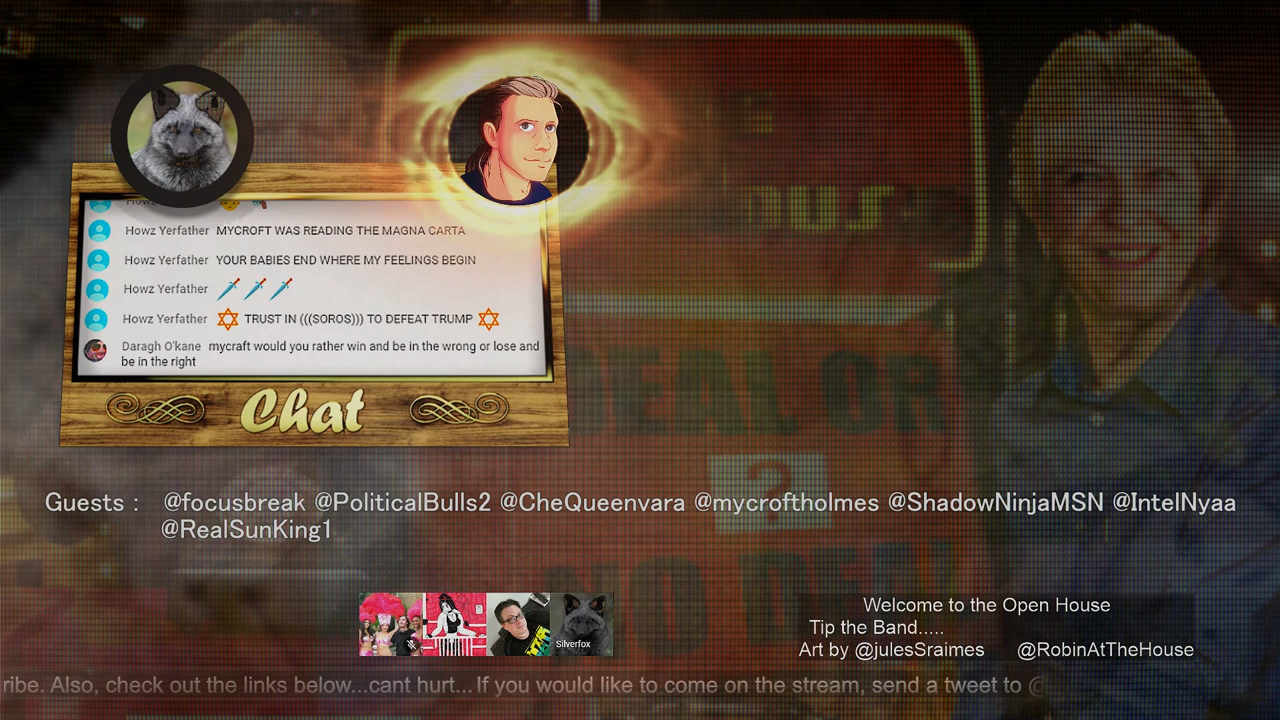 Howz Yerfather MYCROFT WAS READING THE MAGNA CARTA
Howz Yerfather YOUR BABIES END WHERE MY FEELINGS BEGIN
Howz Yerfather 🗡️🗡️🗡️
Howz Yerfather ✡️ TRUST IN (((SOROS))) TO DEFEAT TRUMP ✡️
Daragh O'kane mycraft would you rather win and be in the wrong or lose and
be in the right
Chat
DEAL OR
?
NO DEAL
Guests : @focusbreak @PoliticalBulls2 @CheQueenvara @mycroftholmes @ShadowNinjaMSN @IntelNyaa
@RealSunKing1
Silverfox
Welcome to the Open House
Tip the Band.....
Art by @julesSraimes @RobinAtTheHouse
ribe. Also, check out the links below...cant hurt... If you would like to come on the stream, send a tweet to @